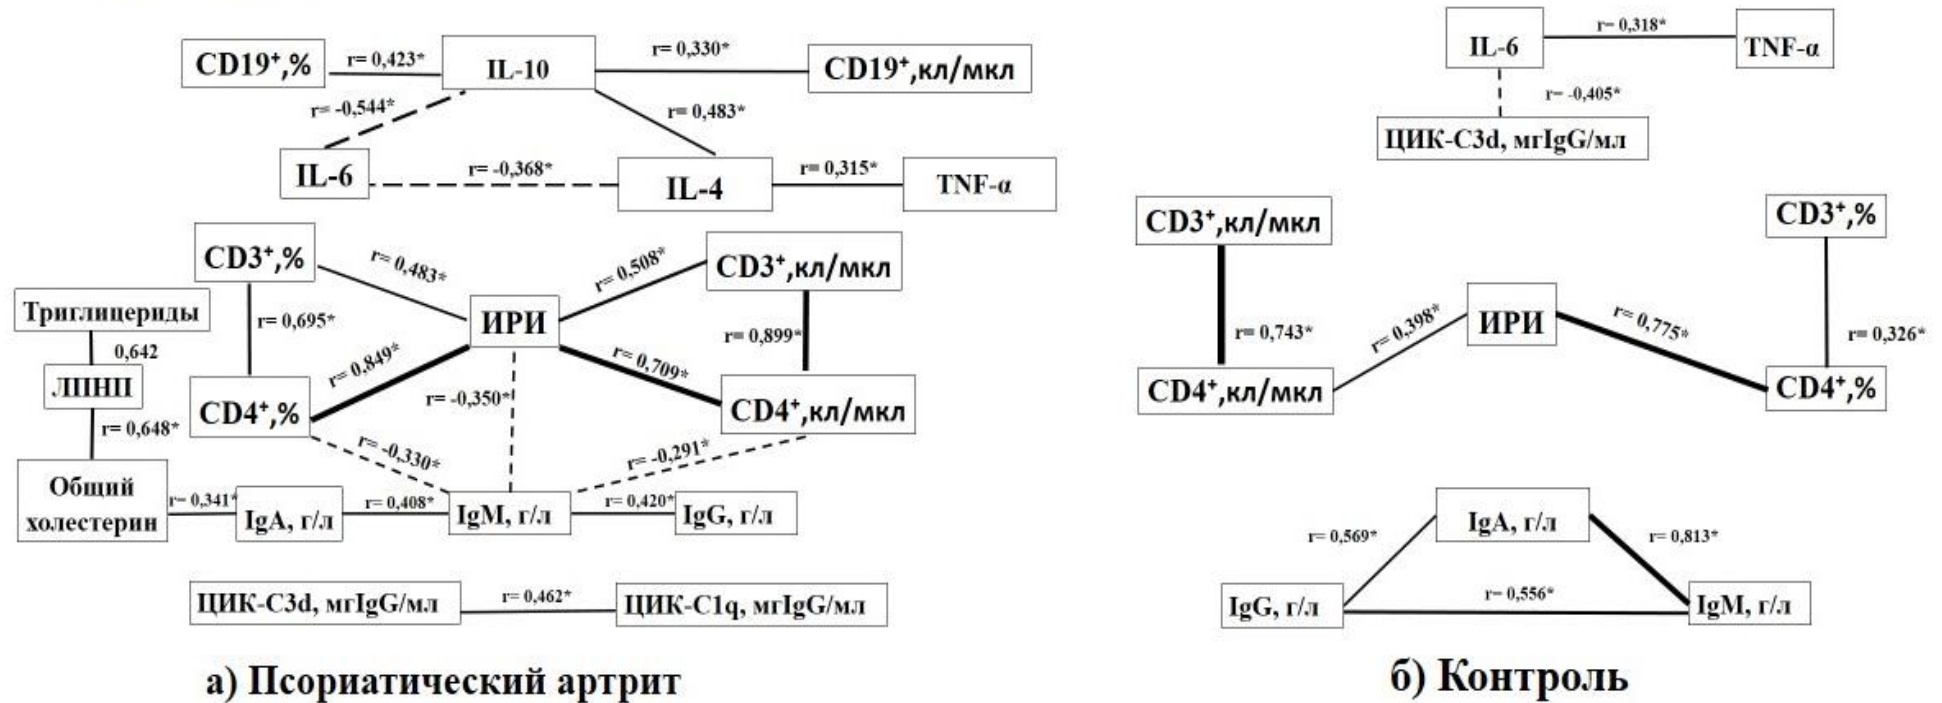 CD19⁺,%
r= 0,423*
IL-10
r= 0,330*
CD19⁺,кл/мкл
r= -0,544*
r= 0,483*
IL-6
r= -0,368*
IL-4
r= 0,315*
TNF-α
CD3⁺,%
r= 0,483*
r= 0,508*
CD3⁺,кл/мкл
Триглицериды
r= 0,695*
ИРИ
r= 0,899*
0,642
ЛПНП
r= 0,849*
r= 0,709*
r= -0,350*
CD4⁺,%
CD4⁺,кл/мкл
r= 0,648*
r= -0,330*
r= -0,291*
Общий
холестерин
r= 0,341*
IgA, г/л
r= 0,408*
IgM, г/л
r= 0,420*
IgG, г/л
ЦИК-C3d, мгIgG/мл
r= 0,462*
ЦИК-C1q, мгIgG/мл
а) Псориатический артрит
IL-6
r= 0,318*
TNF-α
r= -0,405*
ЦИК-C3d, мгIgG/мл
CD3⁺,кл/мкл
CD3⁺,%
r= 0,743*
r= 0,398*
ИРИ
r= 0,775*
r= 0,326*
CD4⁺,кл/мкл
CD4⁺,%
IgA, г/л
r= 0,569*
r= 0,813*
IgG, г/л
r= 0,556*
IgM, г/л
б) Контроль